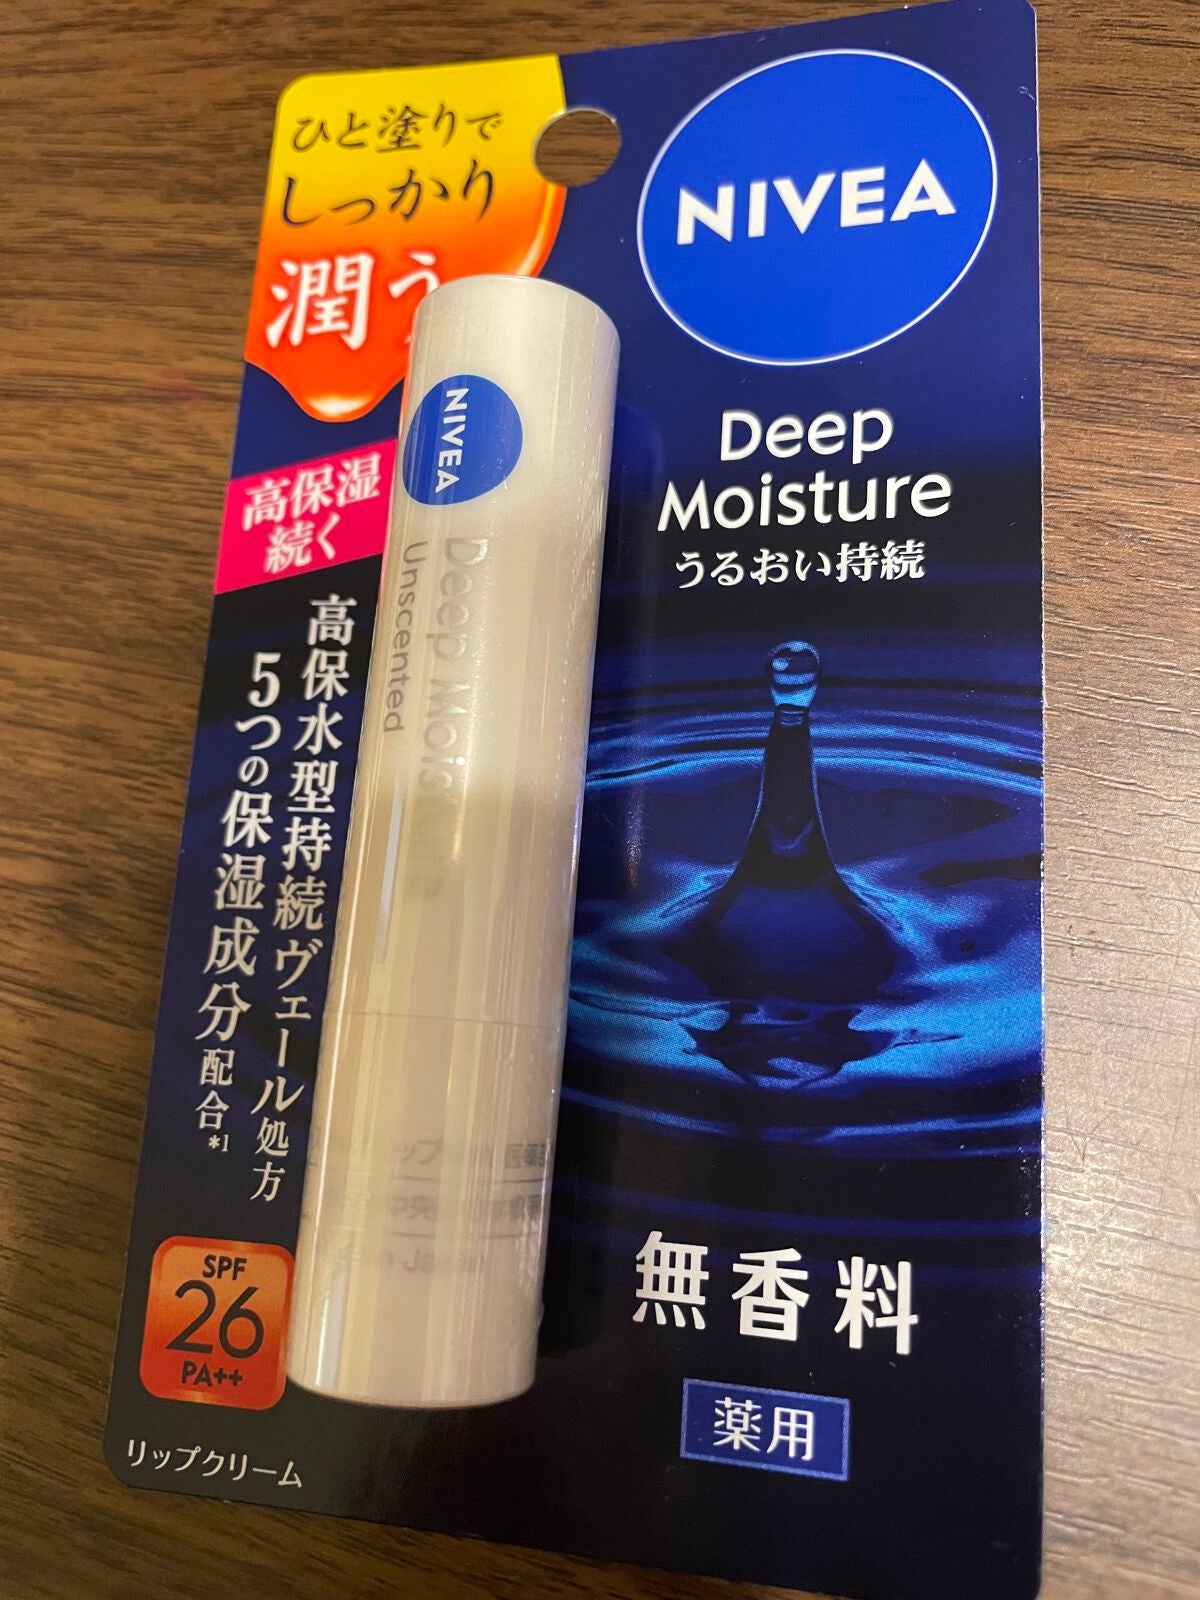 ひと塗りで
しっかり
潤う
NIVEA
Deep
Moisture
うるおい持続
高保湿
続く
高保水型持続ヴェール処方
5つの保湿成分配合*1
NIVEA
Deep Moisture
Unscented
無香料
薬用
SPF
26
PA++
リップクリーム